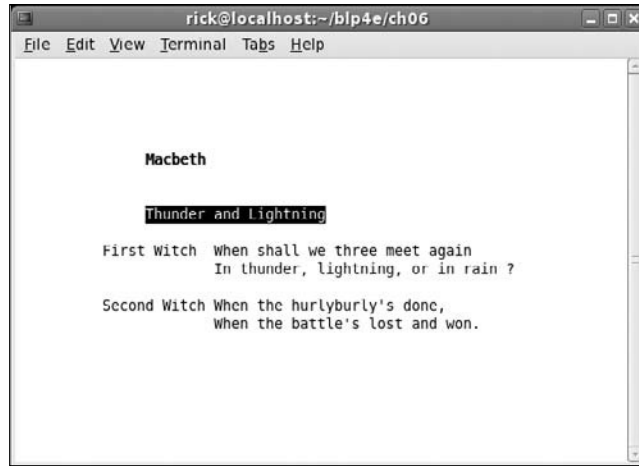 rick@localhost:~/blp4e/ch06
File Edit View Terminal Tabs Help
Macbeth
Thunder and Lightning
First Witch When shall we three meet again
In thunder, lightning, or in rain ?
Second Witch When the hurlyburly's done,
When the battle's lost and won.